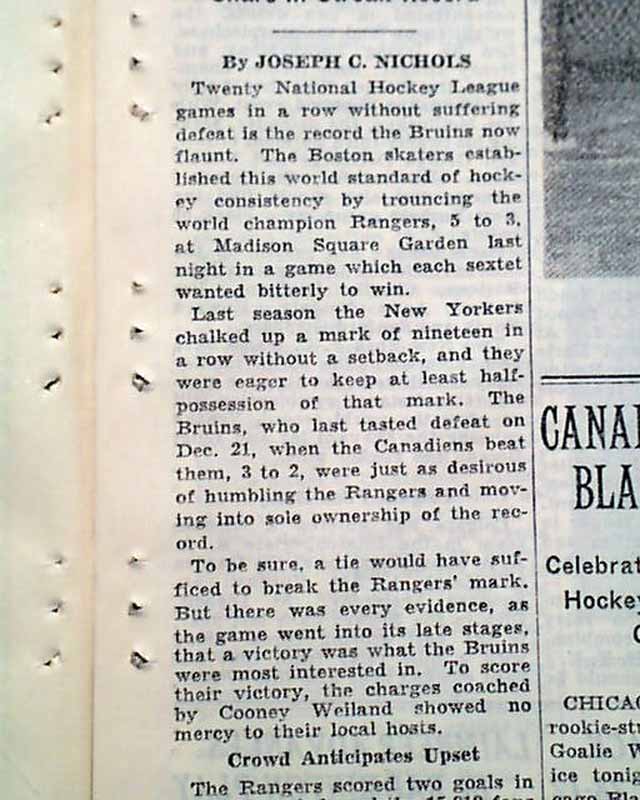 Share in Streak Record
By JOSEPH C. NICHOLS
Twenty National Hockey League
games in a row without suffering
defeat is the record the Bruins now
flaunt. The Boston skaters estab-
lished this world standard of hock-
ey consistency by trouncing the
world champion Rangers, 5 to 3,
at Madison Square Garden last
night in a game which each sextet
wanted bitterly to win.
Last season the New Yorkers
chalked up a mark of nineteen in
a row without a setback, and they
were eager to keep at least half-
possession of that mark. The
Bruins, who last tasted defeat on
Dec. 21, when the Canadiens beat
them, 3 to 2, were just as desirous
of humbling the Rangers and mov-
ing into sole ownership of the rec-
ord.
To be sure, a tie would have suf-
ficed to break the Rangers' mark.
But there was every evidence, as
the game went into its late stages,
that a victory was what the Bruins
were most interested in. To score
their victory, the charges coached
by Cooney Weiland showed no
mercy to their local hosts.
Crowd Anticipates Upset
The Rangers scored two goals in
CANA
BLA
Celebrat
Hockey
CHICAG
rookie-st
Goalie W
ice tonig
cago Bla